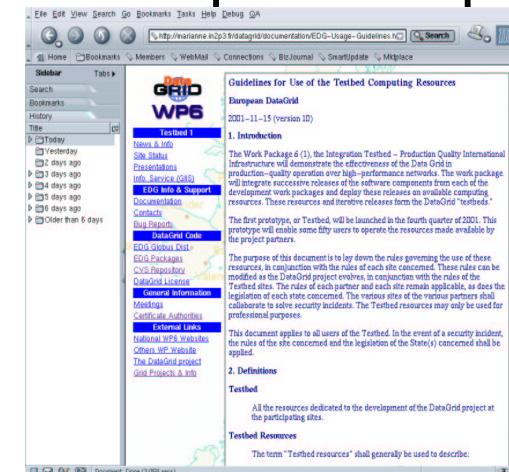 File Edit View Search Go Bookmarks Tasks Help Debug QA
http://marianne.in2p3.fr/datagrid/documentation/EDG-Usage-Guidelines.h
Search
Home Bookmarks Members WebMail Connections BizJournal SmartUpdate Mktplace
Sidebar Tabs
Search
Bookmarks
History
Title
Today
Yesterday
2 days ago
3 days ago
4 days ago
5 days ago
6 days ago
Older than 6 days
Data
GRID
WP6
Testbed 1
News & Info
Site Status
Presentations
Info. Service (GIIS)
EDG Info & Support
Documentation
Contacts
Bug Reports
DataGrid Code
EDG Globus Dist.
EDG Packages
CVS Repository
DataGrid License
General Information
Meetings
Certificate Authorities
External Links
National WP6 Websites
Others WP Website
The DataGrid project
Grid Projects & Info
Guidelines for Use of the Testbed Computing Resources
European DataGrid
2001-11-15 (version 10)
1. Introduction
The Work Package 6 (1), the Integration Testbed - Production Quality International
Infrastructure will demonstrate the effectiveness of the Data Grid in
production-quality operation over high-performance networks. The work package
will integrate successive releases of the software components from each of the
development work packages and deploy these releases on available computing
resources. These resources and iterative releases form the DataGrid "testbeds."
The first prototype, or Testbed, will be launched in the fourth quarter of 2001. This
prototype will enable some fifty users to operate the resources made available by
the project partners.
The purpose of this document is to lay down the rules governing the use of these
resources, in conjunction with the rules of each site concerned. These rules can be
modified as the DataGrid project evolves, in conjunction with the rules of the
Testbed sites. The rules of each partner and each site remain applicable, as does the
legislation of each state concerned. The various sites of the various partners shall
collaborate to solve security incidents. The Testbed resources may only be used for
professional purposes.
This document applies to all users of the Testbed. In the event of a security incident,
the rules of the site concerned and the legislation of the State(s) concerned shall be
applied.
2. Definitions
Testbed
All the resources dedicated to the development of the DataGrid project at
the participating sites.
Testbed Resources
The term "Testbed resources" shall generally be used to describe: